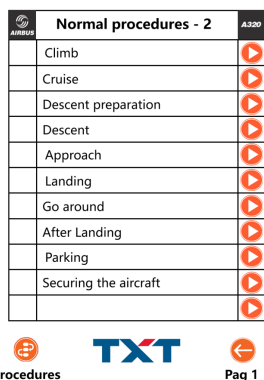 AIRBUS
Normal procedures - 2
A320
Climb
Cruise
Descent preparation
Descent
Approach
Landing
Go around
After Landing
Parking
Securing the aircraft
TXT
rocedures
Pag 1